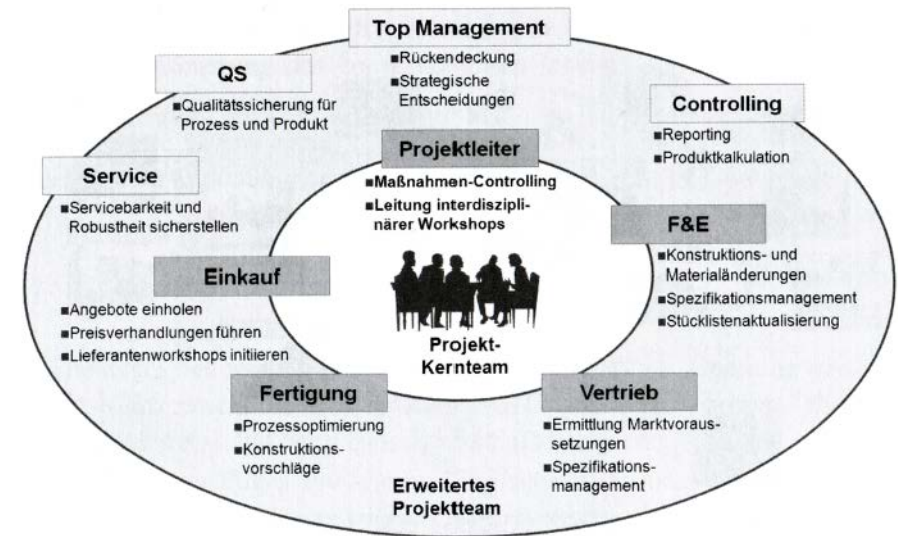 Top Management
■Rückendeckung
■Strategische
Entscheidungen
QS
■Qualitätssicherung für
Prozess und Produkt
Controlling
■Reporting
■Produktkalkulation
Projektleiter
■Maßnahmen-Controlling
■Leitung interdiszipli-
närer Workshops
Service
■Servicebarkeit und
Robustheit sicherstellen
F&E
■Konstruktions- und
Materialänderungen
■Spezifikationsmanagement
■Stücklistenaktualisierung
Einkauf
■Angebote einholen
■Preisverhandlungen führen
■Lieferantenworkshops initiieren
Projekt-
Kernteam
Fertigung
■Prozessoptimierung
■Konstruktions-
vorschläge
Vertrieb
■Ermittlung Marktvoraus-
setzungen
■Spezifikations-
management
Erweitertes
Projektteam